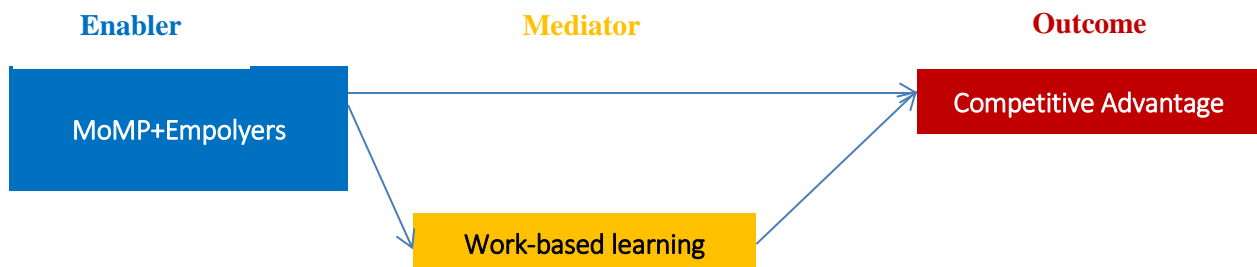 Enabler
Mediator
Outcome
MoMP+Empolyers
Competitive Advantage
Work-based learning